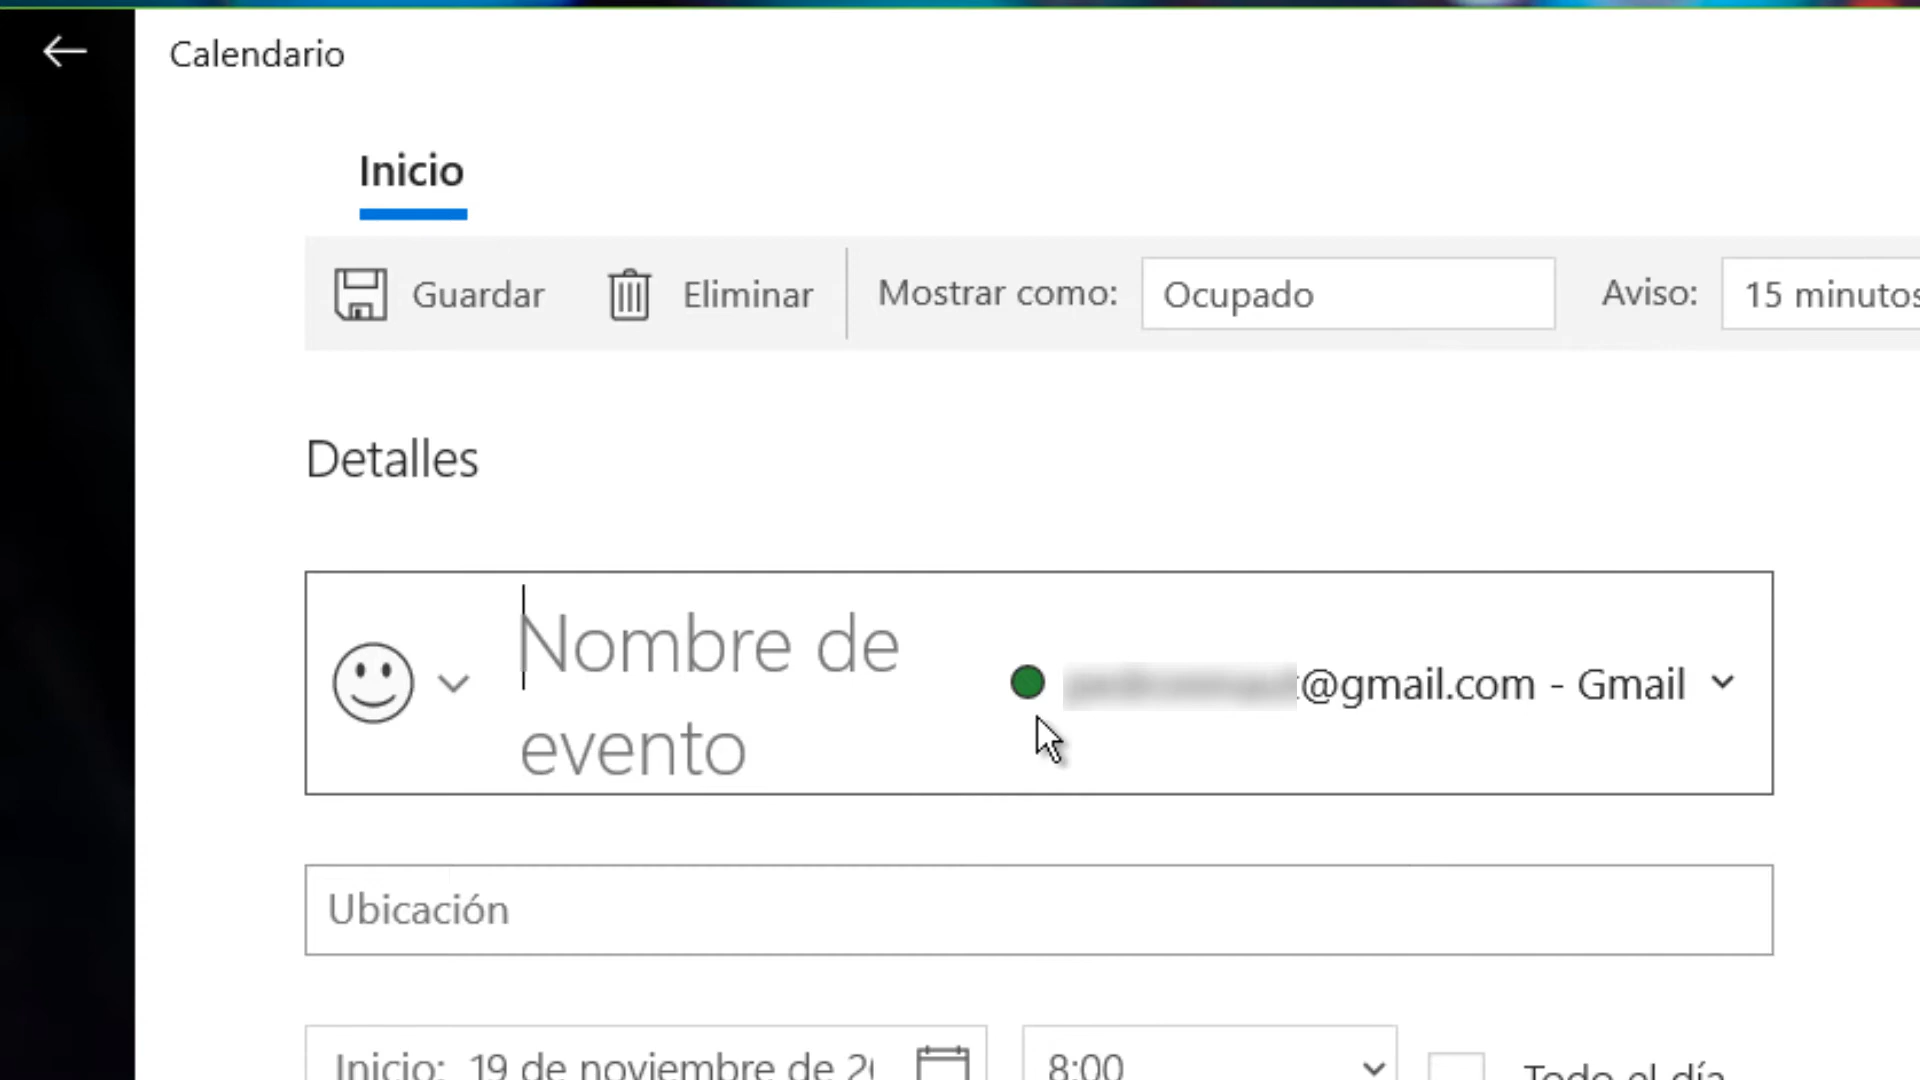 Calendario
Inicio
Guardar Eliminar Mostrar como: Ocupado Aviso: 15 minutos
Detalles
Nombre de
evento
@gmail.com - Gmail
Ubicación
Inicio: 19 de noviembre de 20 8:00 Todo el día